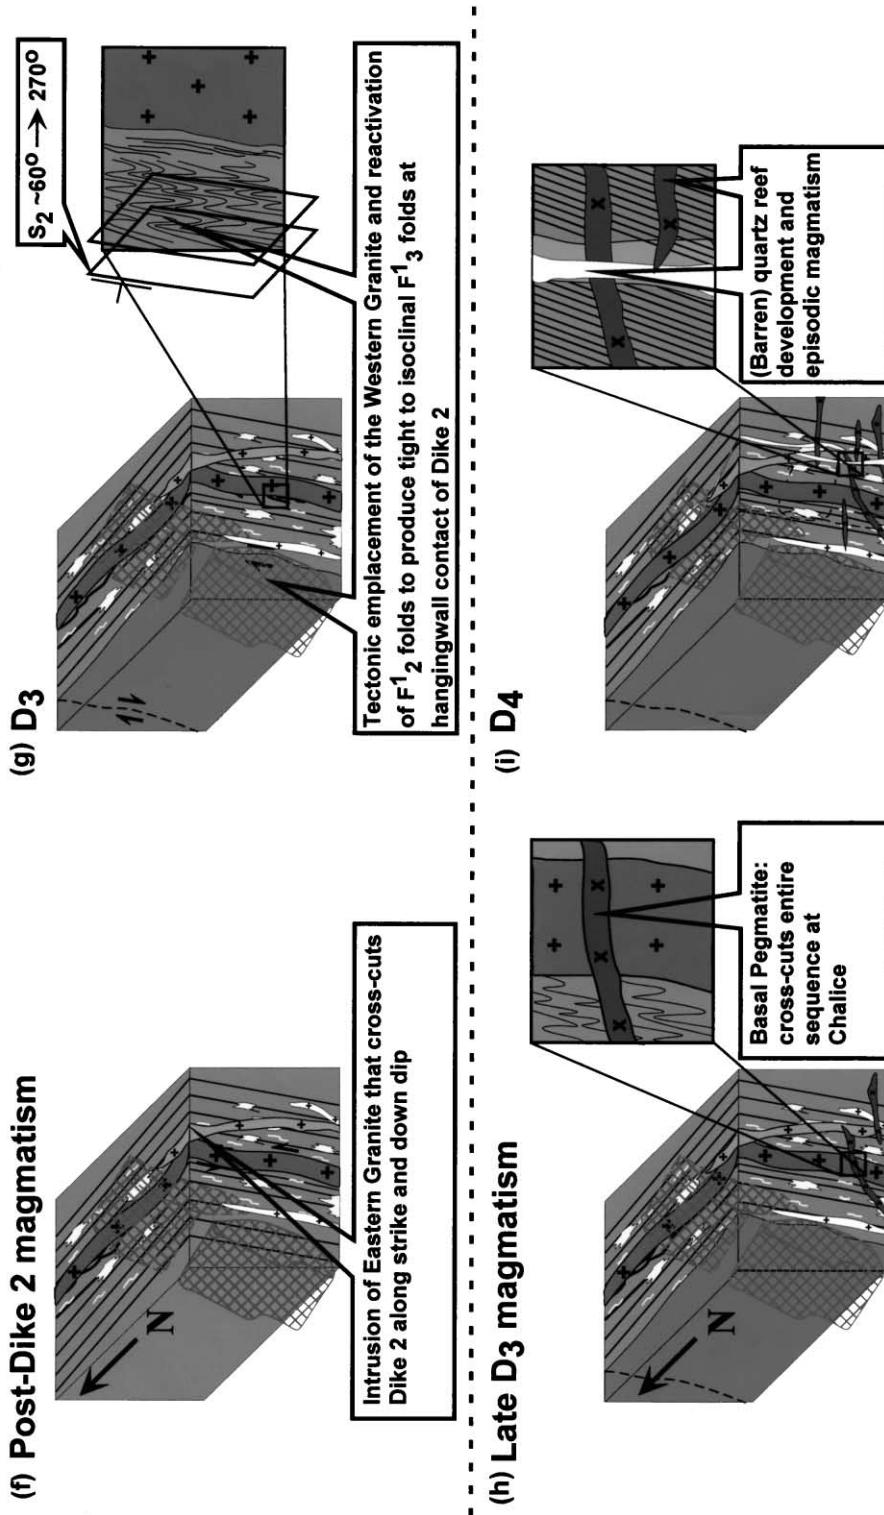 (f) Post-Dike 2 magmatism
N
Intrusion of Eastern Granite that cross-cuts
Dike 2 along strike and down dip
(g) D3
S2 ~60° → 270°
Tectonic emplacement of the Western Granite and reactivation
of F¹2 folds to produce tight to isoclinal F¹3 folds at
hangingwall contact of Dike 2
(h) Late D3 magmatism
N
Basal Pegmatite:
cross-cuts entire
sequence at
Chalice
(i) D4
(Barren) quartz reef
development and
episodic magmatism